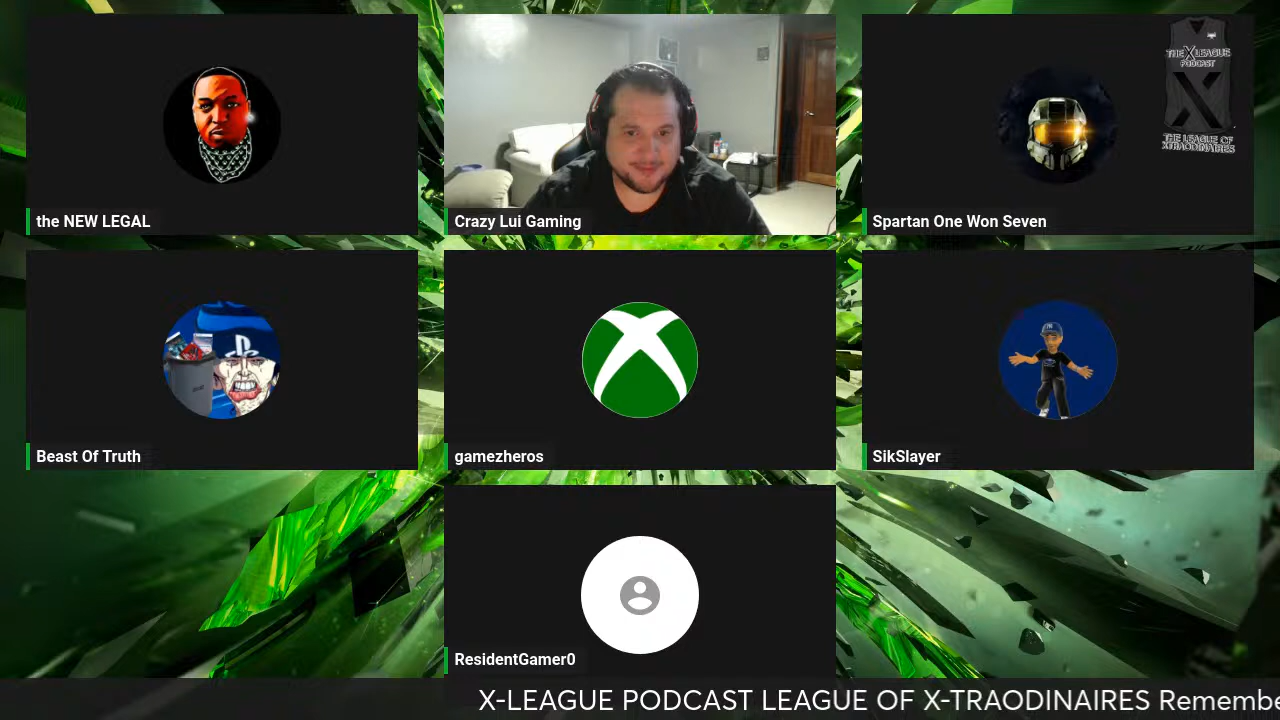 THE X LEAGUE
PODCAST
X
THE LEAGUE OF
XTRAODINAIRES
the NEW LEGAL
Crazy Lui Gaming
Spartan One Won Seven
Beast Of Truth
gamezheros
SikSlayer
ResidentGamer0
X-LEAGUE PODCAST LEAGUE OF X-TRAODINAIRES Remembe